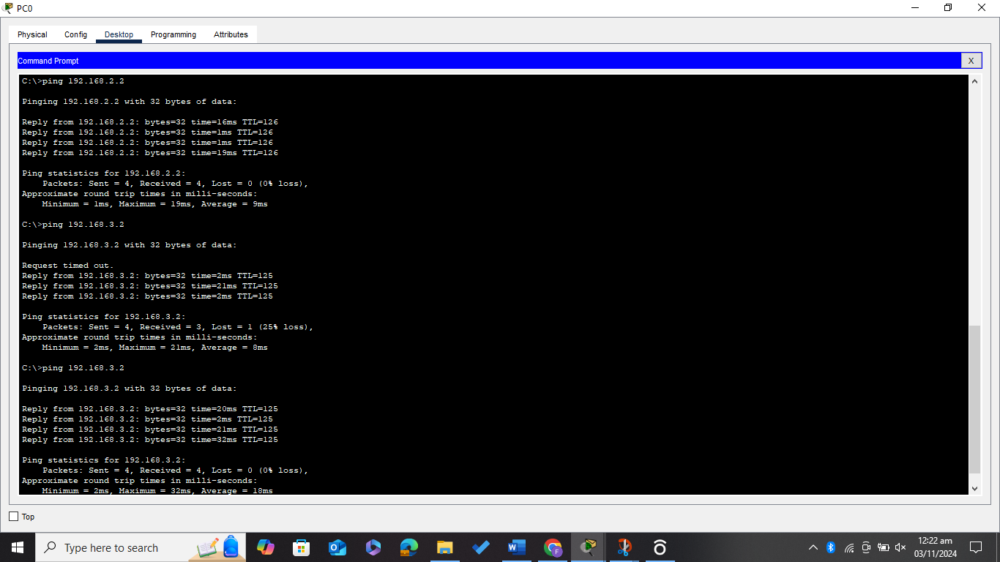 PC0
Physical Config Desktop Programming Attributes
Command Prompt
X
C:\>ping 192.168.2.2
Pinging 192.168.2.2 with 32 bytes of data:
Reply from 192.168.2.2: bytes=32 time=16ms TTL=126
Reply from 192.168.2.2: bytes=32 time=1ms TTL=126
Reply from 192.168.2.2: bytes=32 time=1ms TTL=126
Reply from 192.168.2.2: bytes=32 time=19ms TTL=126
Ping statistics for 192.168.2.2:
Packets: Sent = 4, Received = 4, Lost = 0 (0% loss),
Approximate round trip times in milli-seconds:
Minimum = 1ms, Maximum = 19ms, Average = 9ms
C:\>ping 192.168.3.2
Pinging 192.168.3.2 with 32 bytes of data:
Request timed out.
Reply from 192.168.3.2: bytes=32 time=2ms TTL=125
Reply from 192.168.3.2: bytes=32 time=21ms TTL=125
Reply from 192.168.3.2: bytes=32 time=2ms TTL=125
Ping statistics for 192.168.3.2:
Packets: Sent = 4, Received = 3, Lost = 1 (25% loss),
Approximate round trip times in milli-seconds:
Minimum = 2ms, Maximum = 21ms, Average = 8ms
C:\>ping 192.168.3.2
Pinging 192.168.3.2 with 32 bytes of data:
Reply from 192.168.3.2: bytes=32 time=20ms TTL=125
Reply from 192.168.3.2: bytes=32 time=2ms TTL=125
Reply from 192.168.3.2: bytes=32 time=21ms TTL=125
Reply from 192.168.3.2: bytes=32 time=32ms TTL=125
Ping statistics for 192.168.3.2:
Packets: Sent = 4, Received = 4, Lost = 0 (0% loss),
Approximate round trip times in milli-seconds:
Minimum = 2ms, Maximum = 32ms, Average = 18ms
Top
Type here to search
12:22 am
03/11/2024